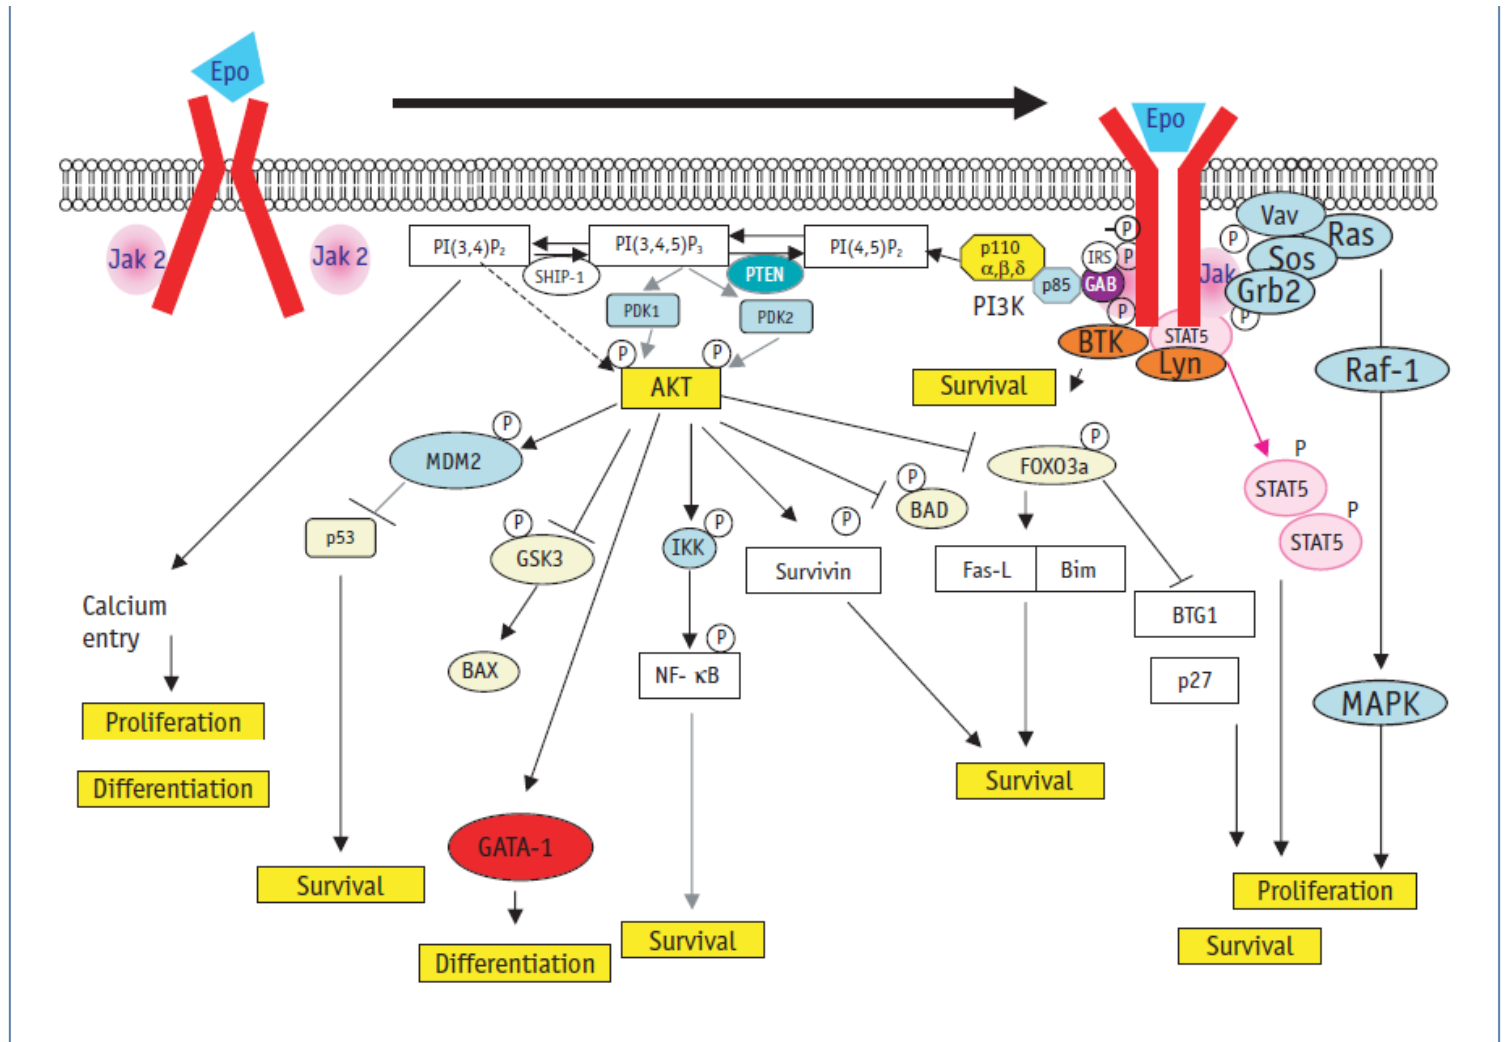 Epo
Epo
Jak 2
Jak 2
PI(3,4)P₂
SHIP-1
PI(3,4,5)P₃
PTEN
PI(4,5)P₂
p110
α,β,δ
PI3K
p85
IRS
GAB
P
P
P
P
P
Jak
Vav
Ras
Sos
Grb2
STAT5
BTK
Lyn
PDK1
PDK2
P
P
AKT
Survival
Raf-1
P
MDM2
p53
P
GSK3
BAX
P
IKK
P
NF- κB
P
Survivin
P
BAD
P
FOXO3a
Fas-L
Bim
BTG1
p27
P
STAT5
P
STAT5
MAPK
Calcium
entry
Proliferation
Differentiation
Survival
GATA-1
Differentiation
Survival
Survival
Proliferation
Survival